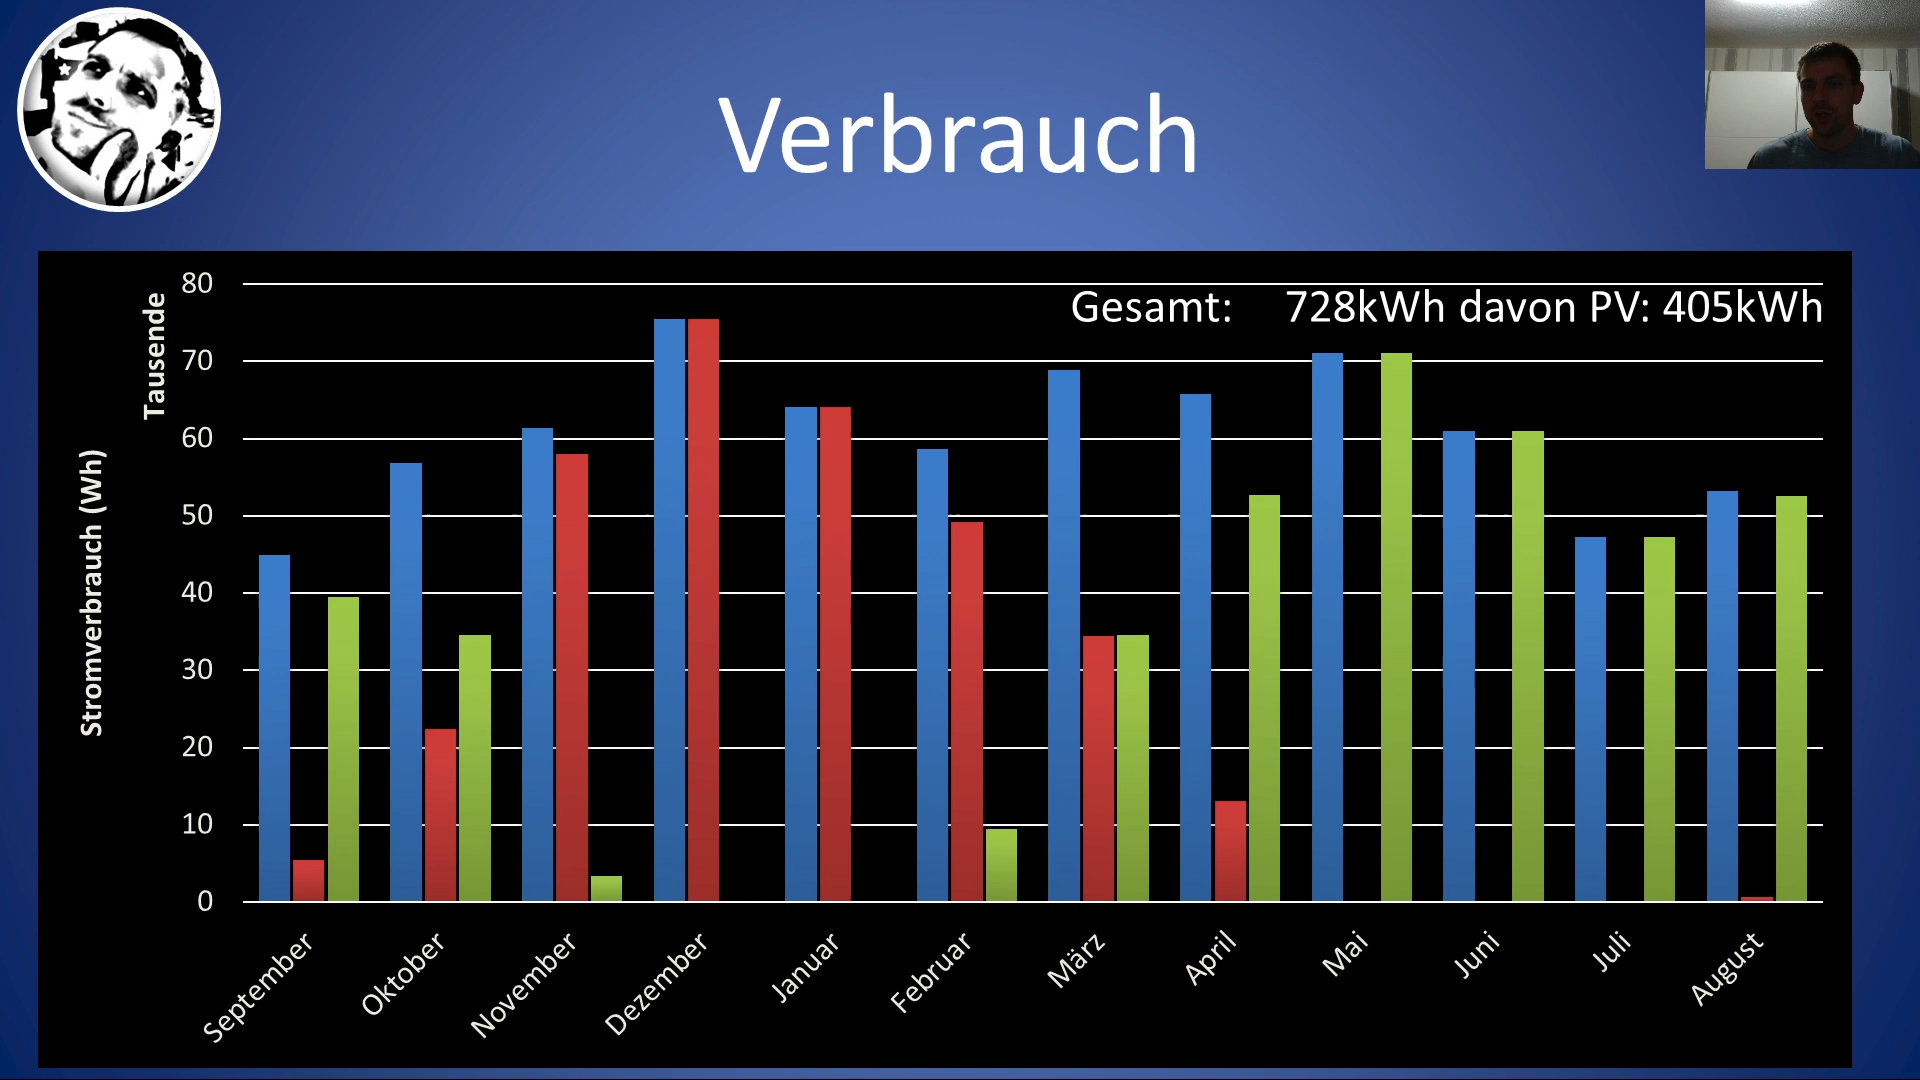 Verbrauch
Gesamt: 728kWh davon PV: 405kWh
Tausende
Stromverbrauch (Wh)
80
70
60
50
40
30
20
10
0
September
Oktober
November
Dezember
Januar
Februar
März
April
Mai
Juni
Juli
August